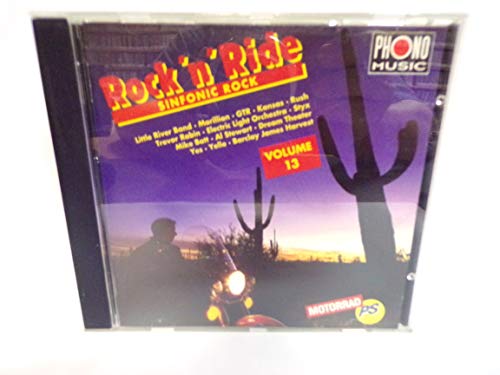 Rock'n'Ride
SINFONIC ROCK
PHONO
MUSIC
Little River Band · Marillion · GTR · Kansas · Rush
Trevor Rabin · Electric Light Orchestra · Styx
Mike Batt · Al Stewart · Dream Theater
Yes · Yello · Barclay James Harvest
VOLUME
13
MOTORRAD
PS